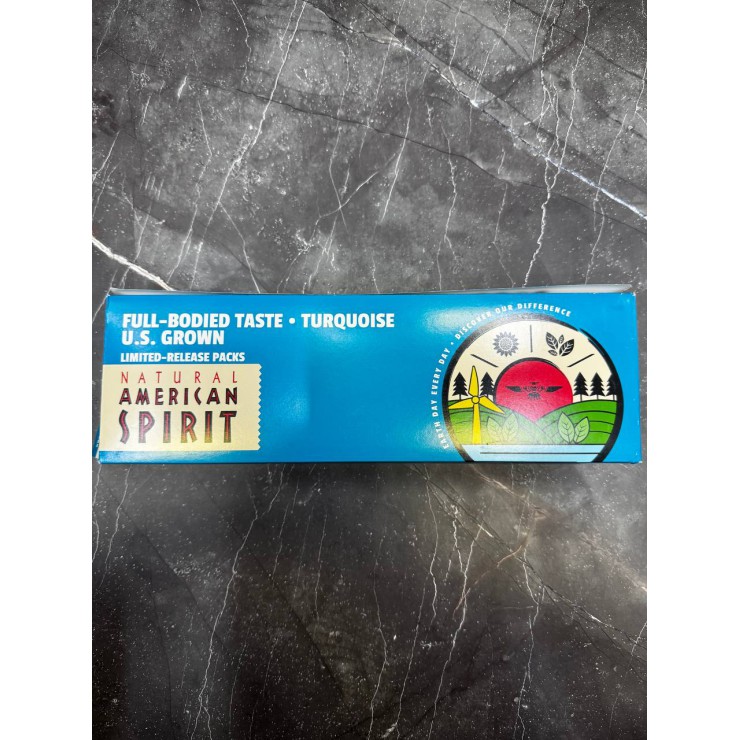 FULL-BODIED TASTE • TURQUOISE
U.S. GROWN
LIMITED-RELEASE PACKS
NATURAL
AMERICAN
SPIRIT
EARTH DAY EVERY DAY • DISCOVER OUR DIFFERENCE